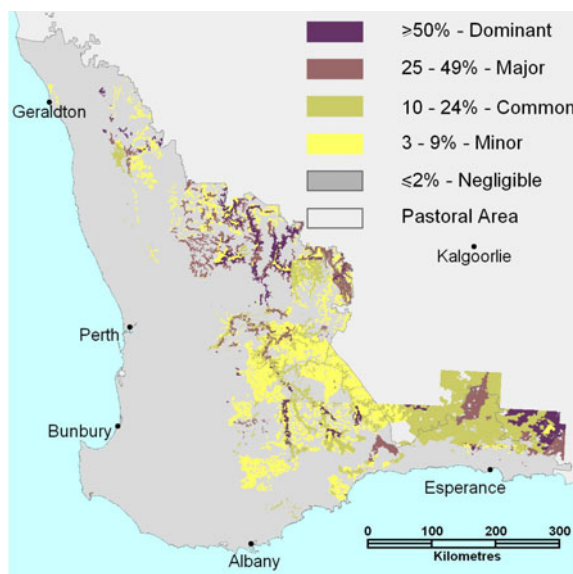 >50% - Dominant
25 - 49% - Major
10 - 24% - Common
3 - 9% - Minor
⩽2% - Negligible
Pastoral Area
Geraldton
Kalgoorlie
Perth
Bunbury
Esperance
Albany
0 100 200 300
Kilometres